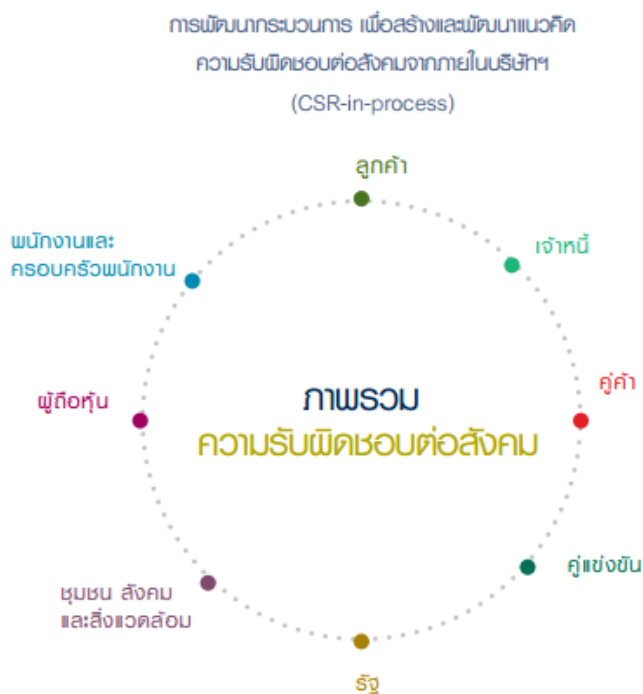 การพัฒนากระบวนการ เพื่อสร้างและพัฒนาแนวคิด
ความรับผิดชอบต่อสังคมจากภายในบริษัทฯ
(CSR-in-process)
ลูกค้า
พนักงานและ
ครอบครัวพนักงาน
เจ้าหนี้
ผู้ถือหุ้น
คู่ค้า
ภาพรวม
ความรับผิดชอบต่อสังคม
คู่แข่งขัน
ชุมชน สังคม
และสิ่งแวดล้อม
รัฐ